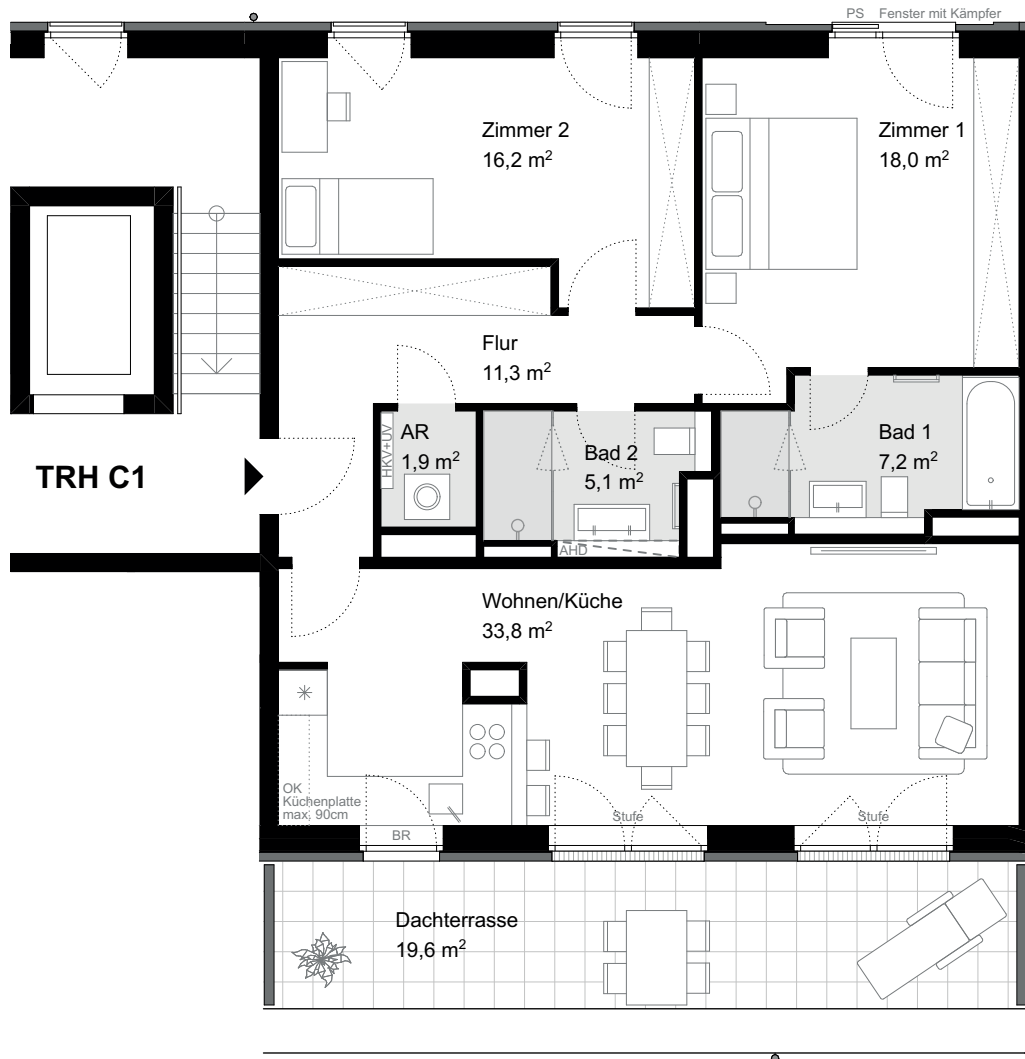 PS Fenster mit Kämpfer
Zimmer 2
16,2 m²
Zimmer 1
18,0 m²
Flur
11,3 m²
HKV+UV
AR
1,9 m²
Bad 2
5,1 m²
Bad 1
7,2 m²
TRH C1
AHD
Wohnen/Küche
33,8 m²
OK
Küchenplatte
max. 90cm
BR
Stufe
Stufe
Dachterrasse
19,6 m²